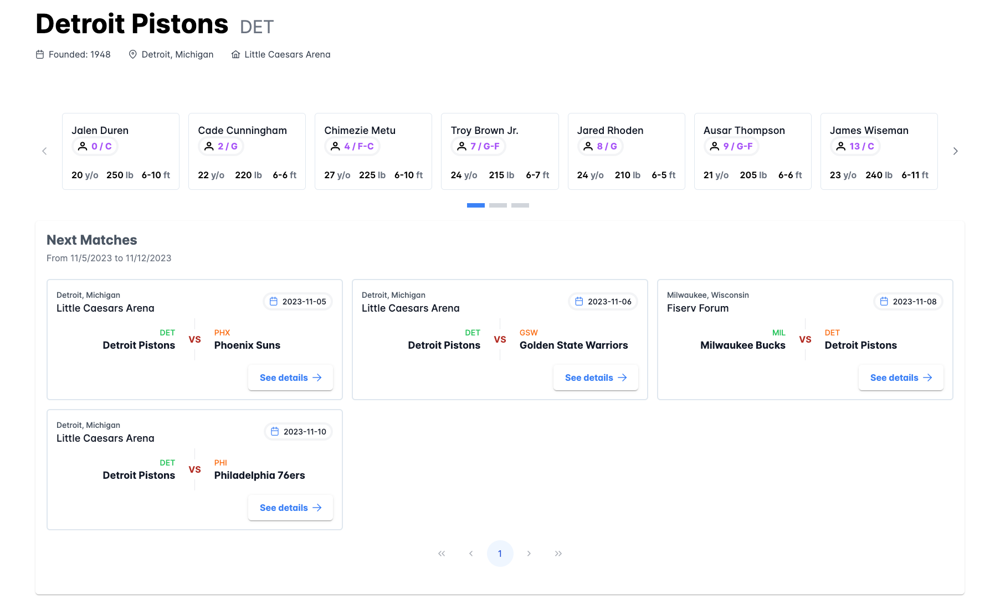 Detroit Pistons DET
Founded: 1948 Detroit, Michigan Little Caesars Arena
Jalen Duren
0 / C
20 y/o 250 lb 6-10 ft
Cade Cunningham
2 / G
22 y/o 220 lb 6-6 ft
Chimezie Metu
4 / F-C
27 y/o 225 lb 6-10 ft
Troy Brown Jr.
7 / G-F
24 y/o 215 lb 6-7 ft
Jared Rhoden
8 / G
24 y/o 210 lb 6-5 ft
Ausar Thompson
9 / G-F
21 y/o 205 lb 6-6 ft
James Wiseman
13 / C
23 y/o 240 lb 6-11 ft
Next Matches
From 11/5/2023 to 11/12/2023
Detroit, Michigan
Little Caesars Arena
2023-11-05
DET
Detroit Pistons
VS
PHX
Phoenix Suns
See details
Detroit, Michigan
Little Caesars Arena
2023-11-06
DET
Detroit Pistons
VS
GSW
Golden State Warriors
See details
Milwaukee, Wisconsin
Fiserv Forum
2023-11-08
MIL
Milwaukee Bucks
VS
DET
Detroit Pistons
See details
Detroit, Michigan
Little Caesars Arena
2023-11-10
DET
Detroit Pistons
VS
PHI
Philadelphia 76ers
See details
1